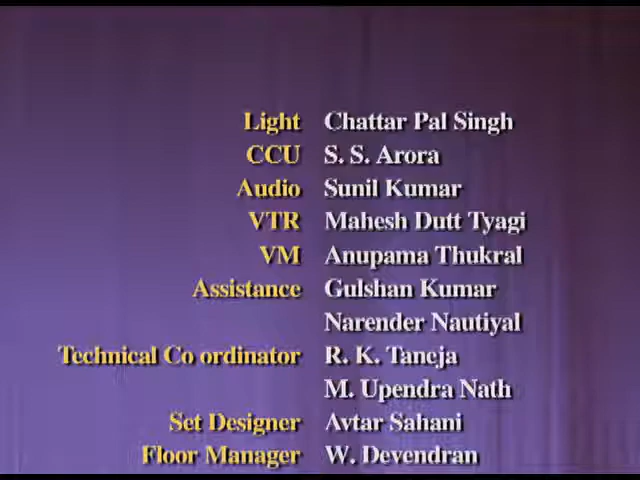 Light Chattar Pal Singh
CCU S. S. Arora
Audio Sunil Kumar
VTR Mahesh Dutt Tyagi
VM Anupama Thukral
Assistance Gulshan Kumar
Narender Nautiyal
Technical Co ordinator R. K. Taneja
M. Upendra Nath
Set Designer Avtar Sahani
Floor Manager W. Devendran